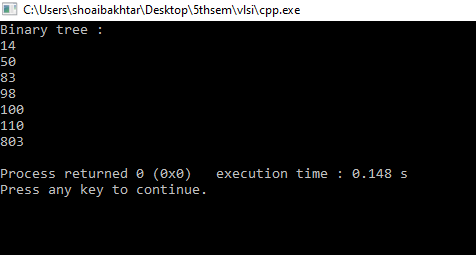 C:\Users\shoaibakhtar\Desktop\5thsem\vlsi\cpp.exe
Binary tree :
14
50
83
98
100
110
803
Process returned 0 (0x0)   execution time : 0.148 s
Press any key to continue.